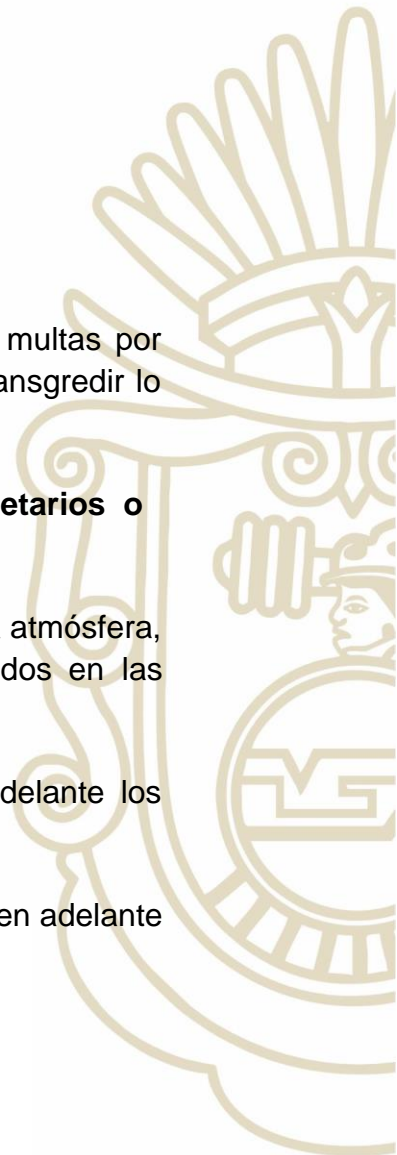 multas por
ansgredir lo
etarios o
atmósfera,
dos en las
delante los
en adelante